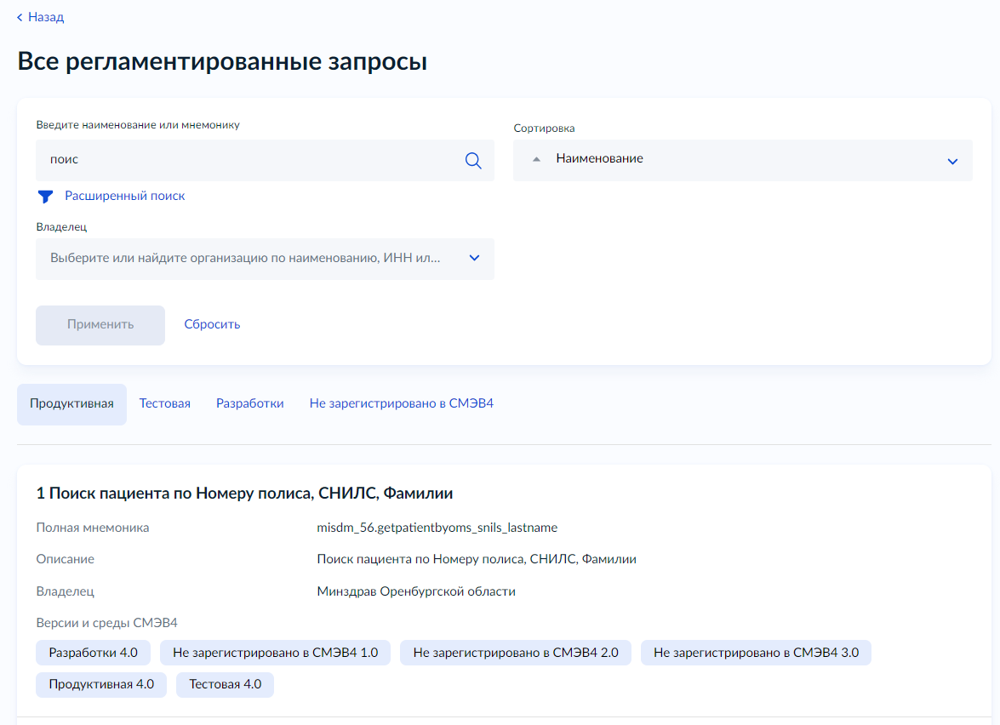 Назад
Все регламентированные запросы
Введите наименование или мнемонику
Сортировка
поис
Наименование
Расширенный поиск
Владелец
Выберите или найдите организацию по наименованию, ИНН ил...
Применить Сбросить
Продуктивная Тестовая Разработки Не зарегистрировано в СМЭВ4
1 Поиск пациента по Номеру полиса, СНИЛС, Фамилии
Полная мнемоника misdm_56.getpatientbyoms_snils_lastname
Описание Поиск пациента по Номеру полиса, СНИЛС, Фамилии
Владелец Минздрав Оренбургской области
Версии и среды СМЭВ4
Разработки 4.0 Не зарегистрировано в СМЭВ4 1.0 Не зарегистрировано в СМЭВ4 2.0 Не зарегистрировано в СМЭВ4 3.0
Продуктивная 4.0 Тестовая 4.0